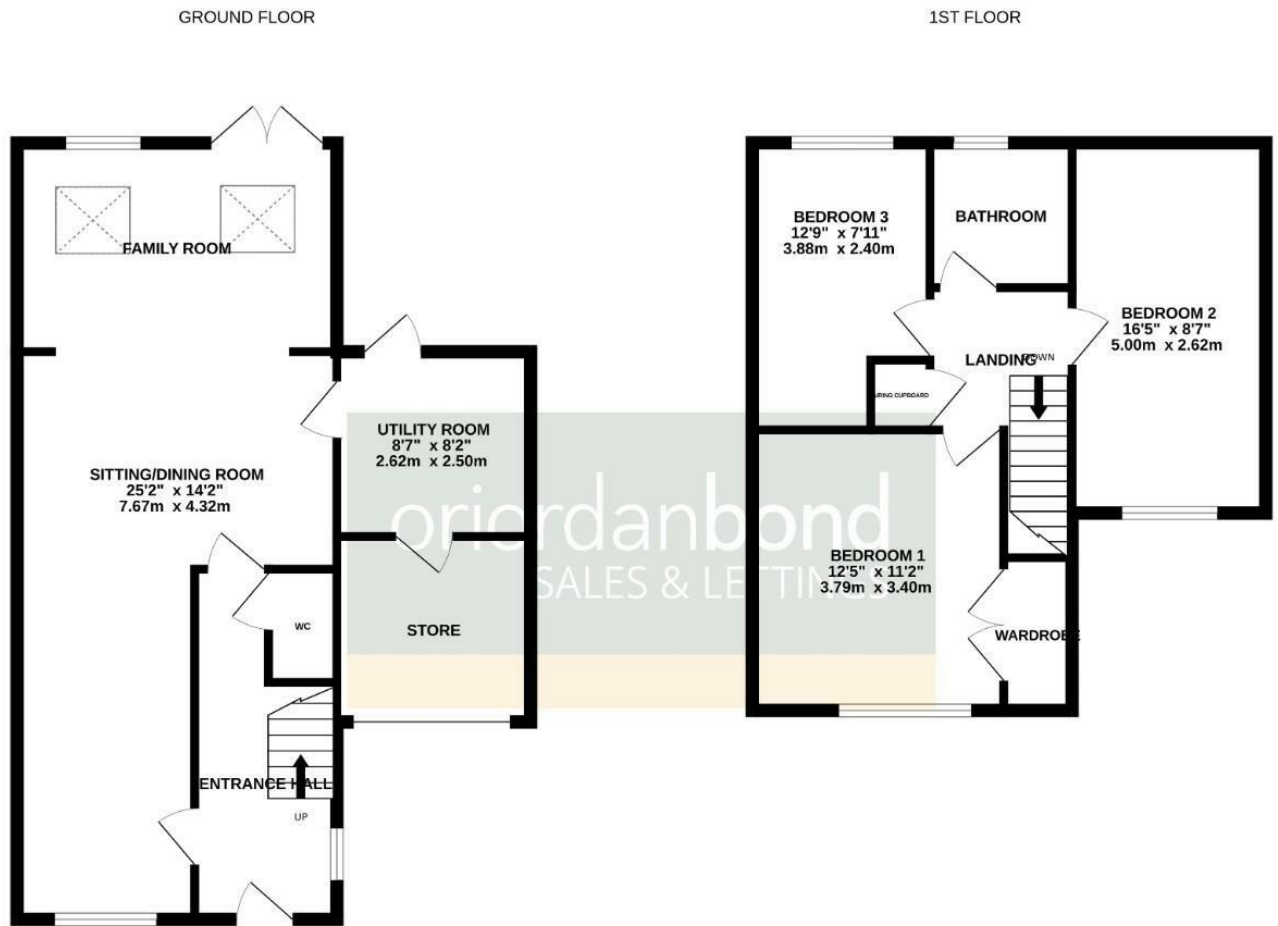 GROUND FLOOR
1ST FLOOR
FAMILY ROOM
SITTING/DINING ROOM
25'2" x 14'2"
7.67m x 4.32m
UTILITY ROOM
8'7" x 8'2"
2.62m x 2.50m
WC
STORE
ENTRANCE HALL
UP
BEDROOM 3
12'9" x 7'11"
3.88m x 2.40m
BATHROOM
BEDROOM 2
16'5" x 8'7"
5.00m x 2.62m
LANDING
DOWN
CUPBOARD
BEDROOM 1
12'5" x 11'2"
3.79m x 3.40m
WARDROBE
oriordanbond
SALES & LETTINGS